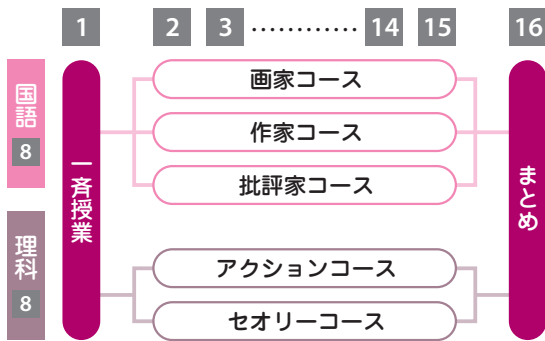 1 2 3 ………… 14 15 16
国語
8
一斉授業
画家コース
作家コース
批評家コース
まとめ
理科
8
アクションコース
セオリーコース